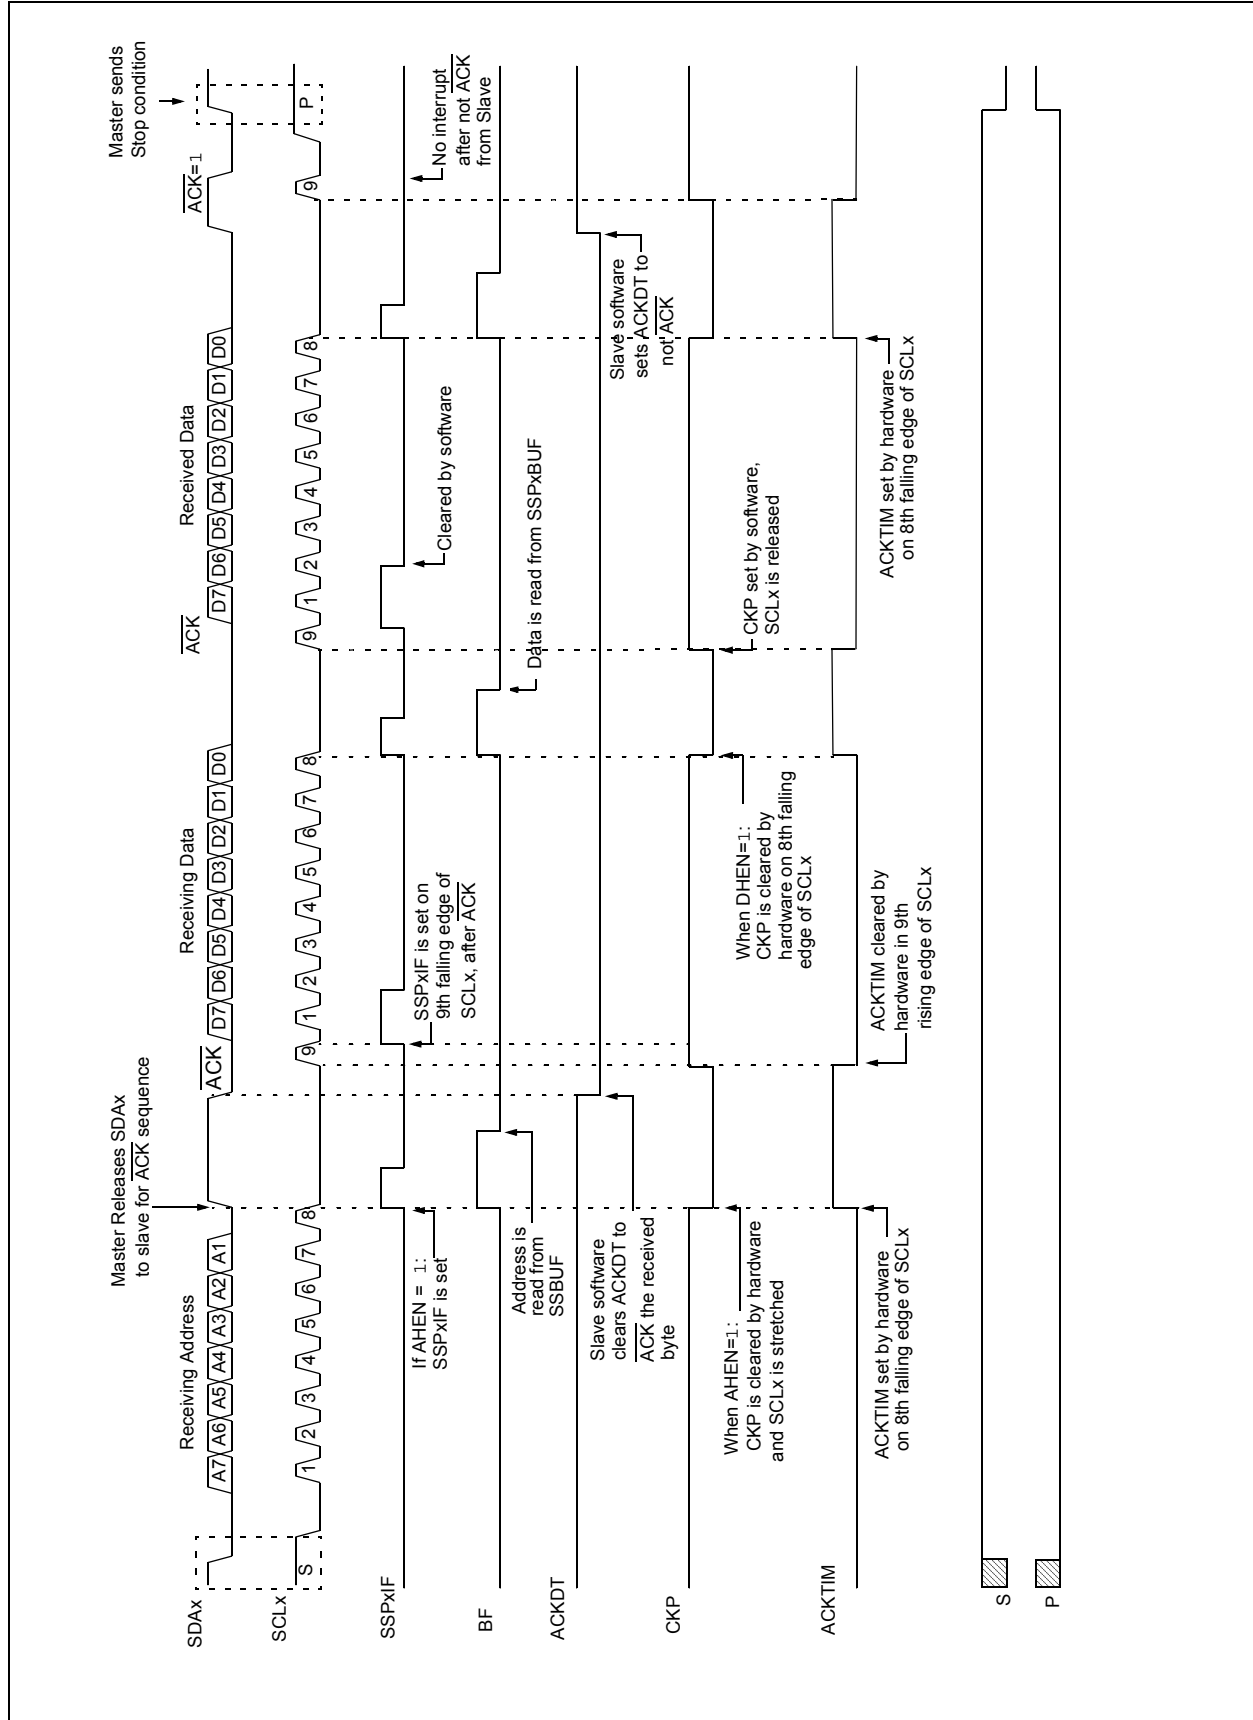 Master Releases SDAx
to slave for ACK sequence
Master sends
Stop condition
Receiving Address
Receiving Data
Received Data
ACK
ACK
ACK=1
SDAx
A7 A6 A5 A4 A3 A2 A1
D7 D6 D5 D4 D3 D2 D1 D0
D7 D6 D5 D4 D3 D2 D1 D0
SCLx
S
1 2 3 4 5 6 7 8
9
1 2 3 4 5 6 7 8
9
1 2 3 4 5 6 7 8
9
P
SSPxIF
If AHEN = 1:
SSPxIF is set
SSPxIF is set on
9th falling edge of
SCLx, after ACK
Cleared by software
No interrupt
after not ACK
from Slave
BF
Address is
read from
SSBUF
Data is read from SSPxBUF
ACKDT
Slave software
clears ACKDT to
ACK the received
byte
Slave software
sets ACKDT to
not ACK
CKP
When AHEN=1:
CKP is cleared by hardware
and SCLx is stretched
When DHEN=1:
CKP is cleared by
hardware on 8th falling
edge of SCLx
CKP set by software,
SCLx is released
ACKTIM
ACKTIM set by hardware
on 8th falling edge of SCLx
ACKTIM cleared by
hardware in 9th
rising edge of SCLx
ACKTIM set by hardware
on 8th falling edge of SCLx
S
P